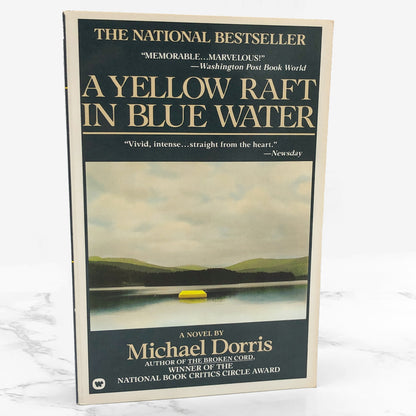 THE NATIONAL BESTSELLER
“MEMORABLE...MARVELOUS!”
—Washington Post Book World
A YELLOW RAFT
IN BLUE WATER
“Vivid, intense...straight from the heart.”
—Newsday
A NOVEL BY
Michael Dorris
AUTHOR OF THE BROKEN CORD,
WINNER OF THE
NATIONAL BOOK CRITICS CIRCLE AWARD